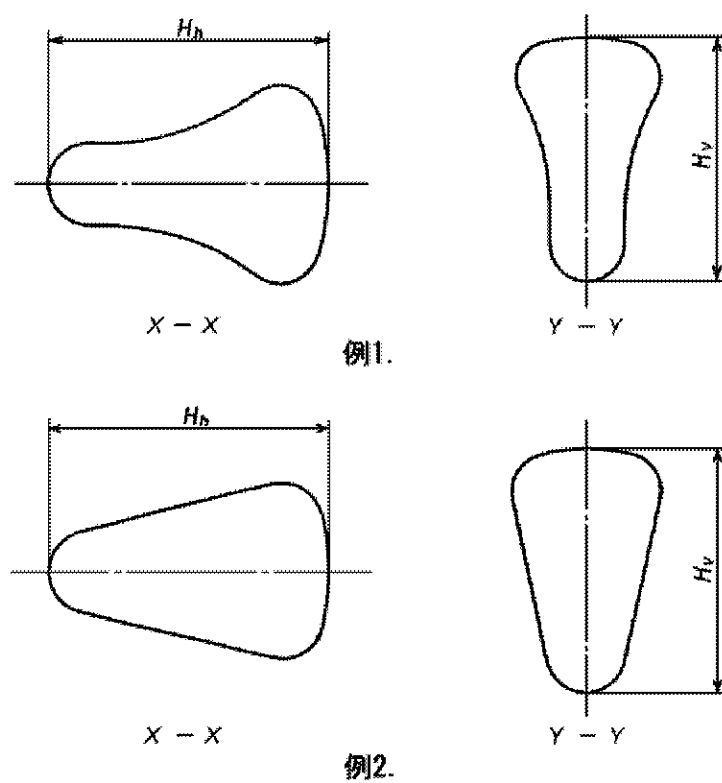 Hh Hv
X - X Y - Y
例1.
Hh Hv
X - X Y - Y
例2.